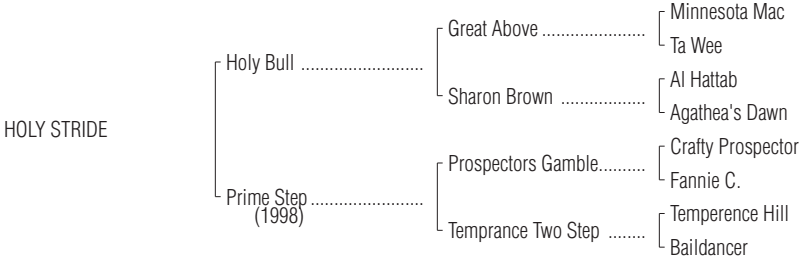 Minnesota Mac
Great Above ......................
Ta Wee
Holy Bull ..........................
Al Hattab
Sharon Brown ..................
Agathea's Dawn
HOLY STRIDE
Crafty Prospector
Prospectors Gamble..........
Fannie C.
Prime Step........................
(1998)
Temperence Hill
Temprance Two Step ........
Baildancer